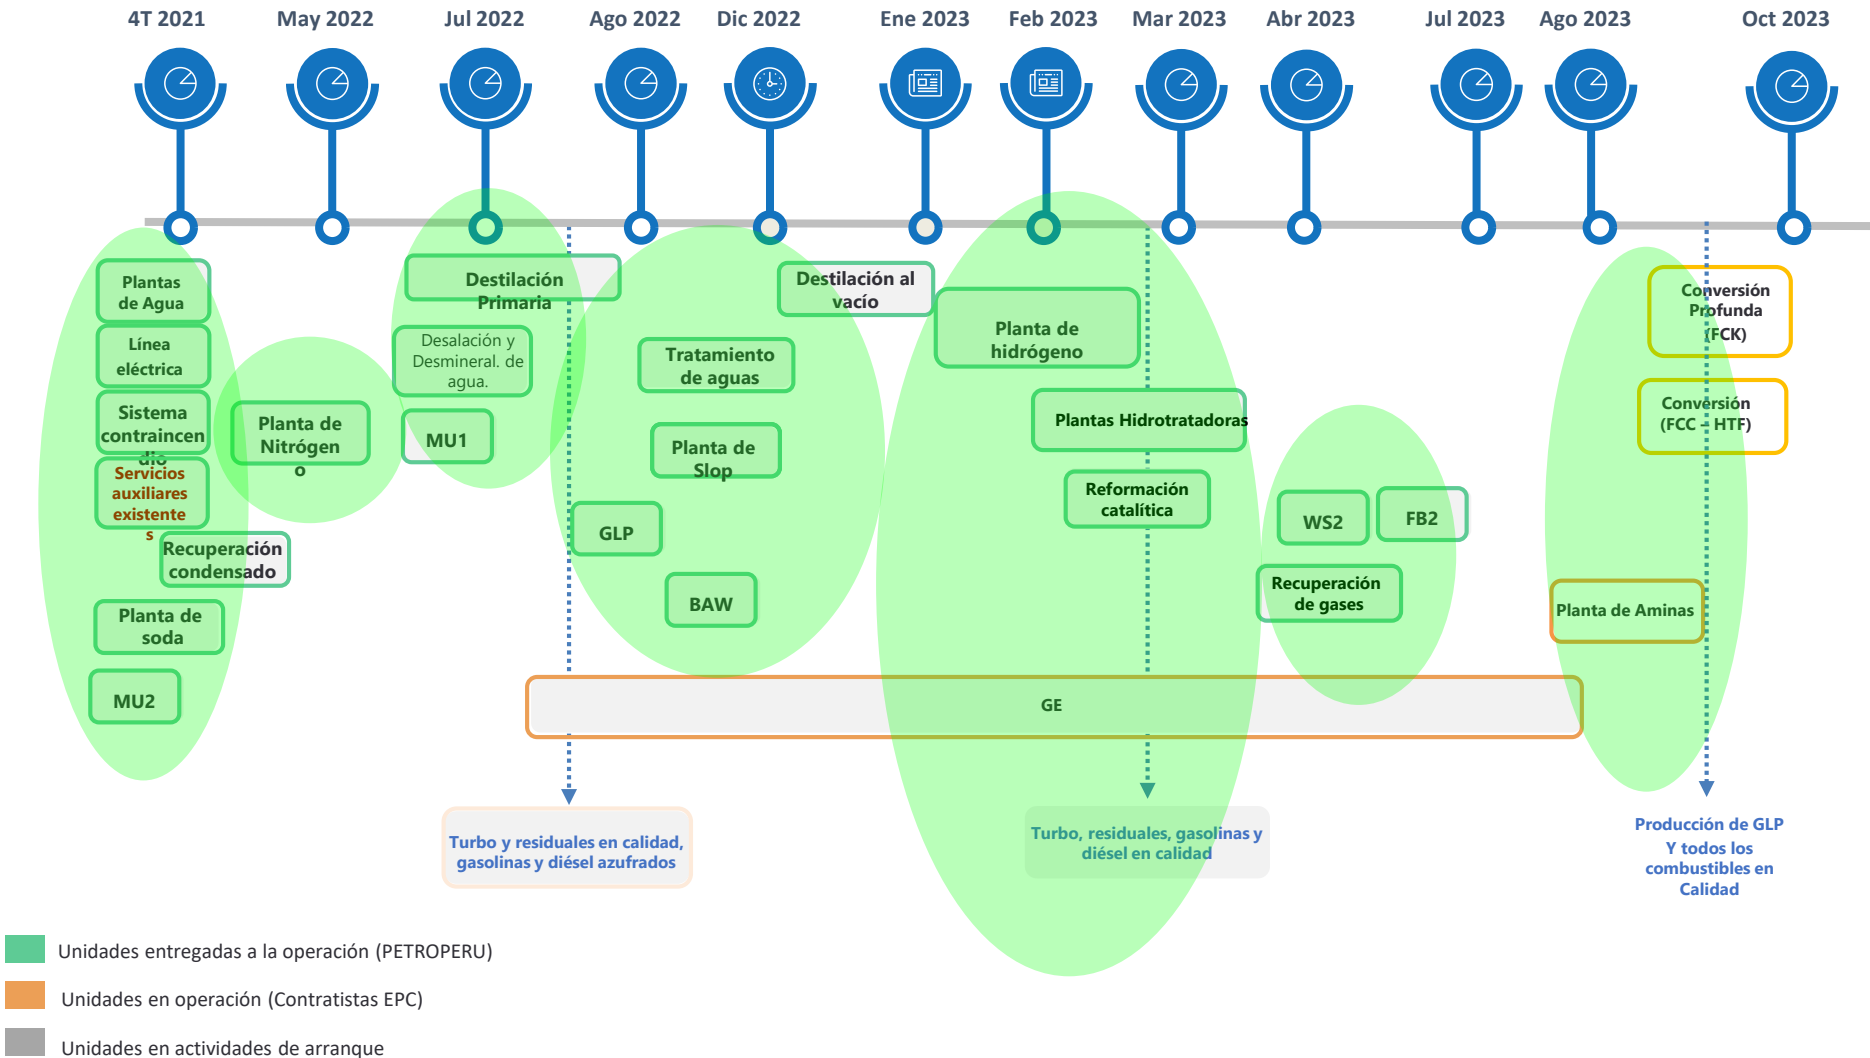 4T 2021
May 2022
Jul 2022
Ago 2022
Dic 2022
Ene 2023
Feb 2023
Mar 2023
Abr 2023
Jul 2023
Ago 2023
Oct 2023
Plantas
de Agua
Línea
eléctrica
Sistema
contraincen
dio
Servicios
auxiliares
existente
s
Recuperación
condensado
Planta de
soda
MU2
Planta de
Nitrógen
o
Destilación
Primaria
Desalación y
Desmineral. de
agua.
MU1
Tratamiento
de aguas
Planta de
Slop
GLP
BAW
Destilación al
vacío
Planta de
hidrógeno
Plantas Hidrotratadoras
Reformación
catalítica
WS2
FB2
Recuperación
de gases
Conversión
Profunda
(FCK)
Conversión
(FCC – HTF)
Planta de Aminas
GE
Turbo y residuales en calidad,
gasolinas y diésel azufrados
Turbo, residuales, gasolinas y
diésel en calidad
Producción de GLP
Y todos los
combustibles en
Calidad
Unidades entregadas a la operación (PETROPERU)
Unidades en operación (Contratistas EPC)
Unidades en actividades de arranque